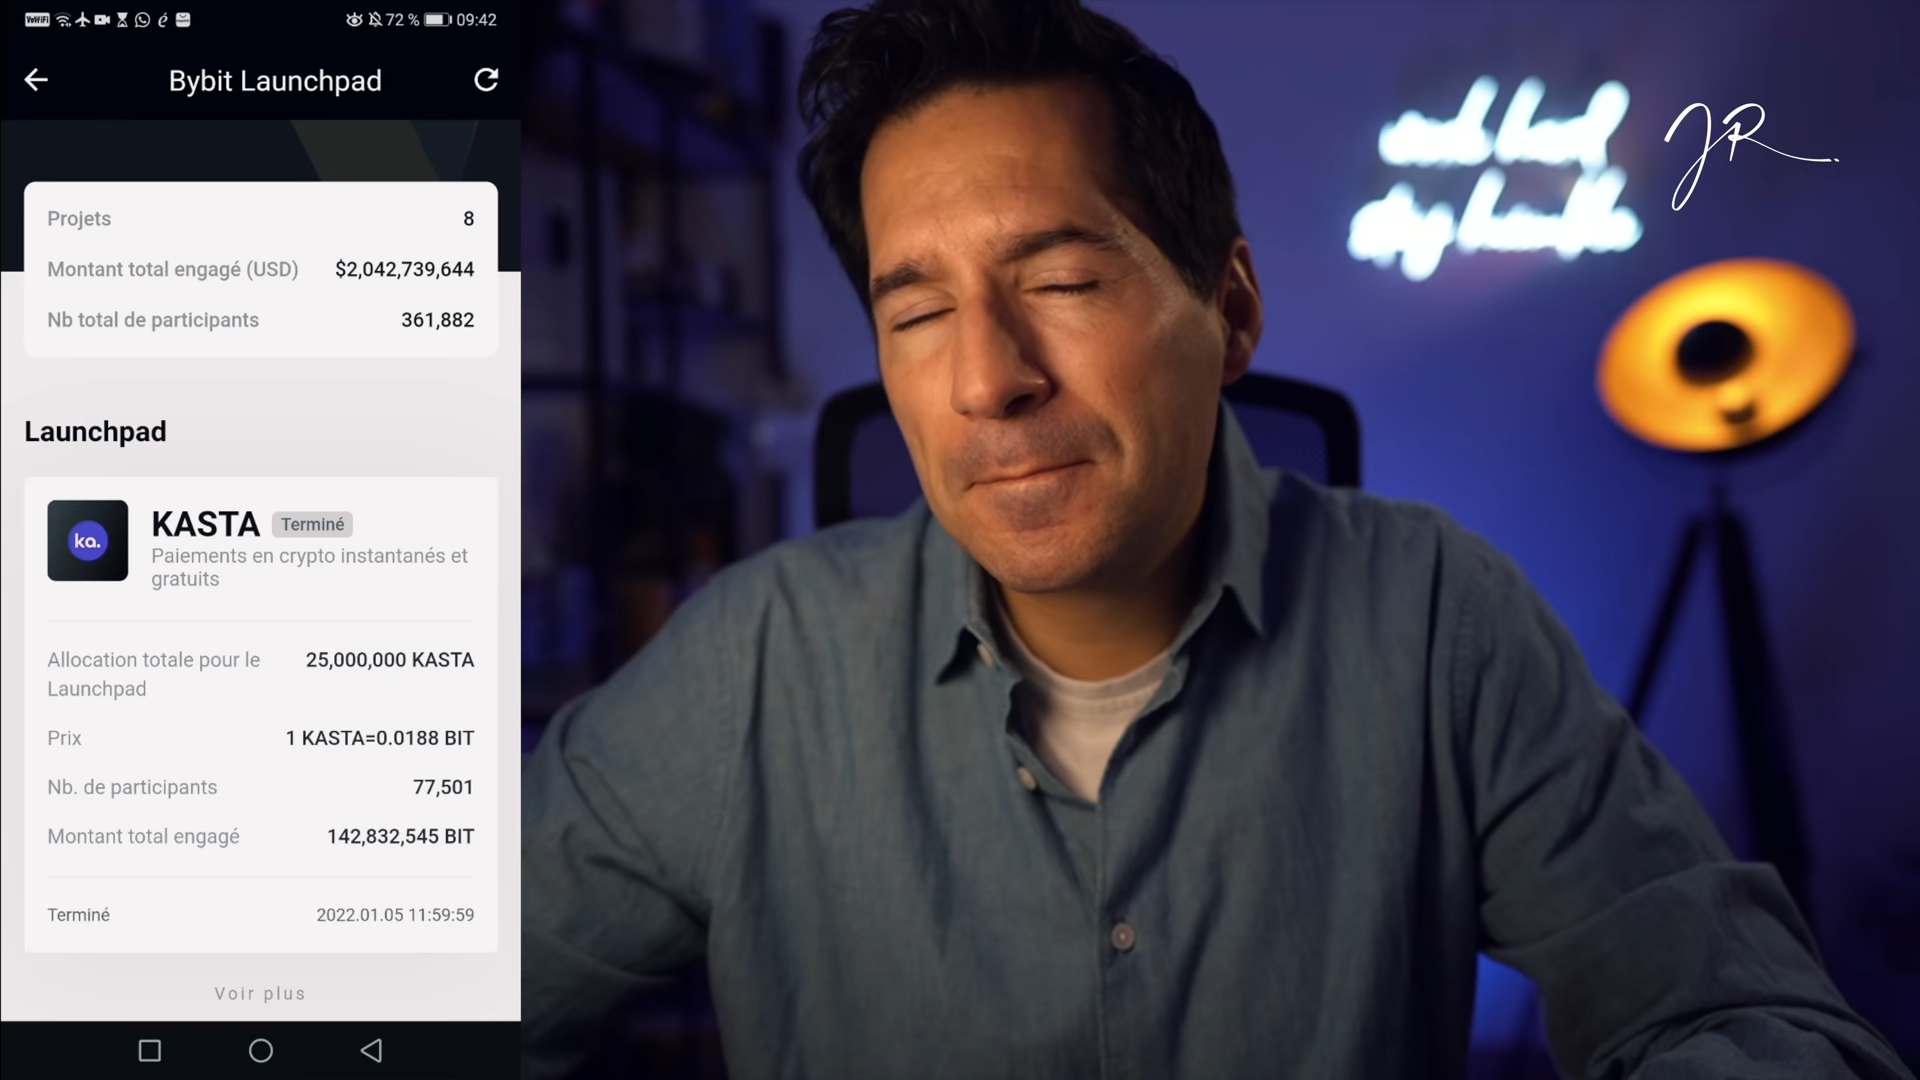 VoWiFi
72 %
09:42
Bybit Launchpad
Projets 8
Montant total engagé (USD) $2,042,739,644
Nb total de participants 361,882
Launchpad
ka.
KASTA Terminé
Paiements en crypto instantanés et
gratuits
Allocation totale pour le 25,000,000 KASTA
Launchpad
Prix 1 KASTA=0.0188 BIT
Nb. de participants 77,501
Montant total engagé 142,832,545 BIT
Terminé 2022.01.05 11:59:59
Voir plus
JR